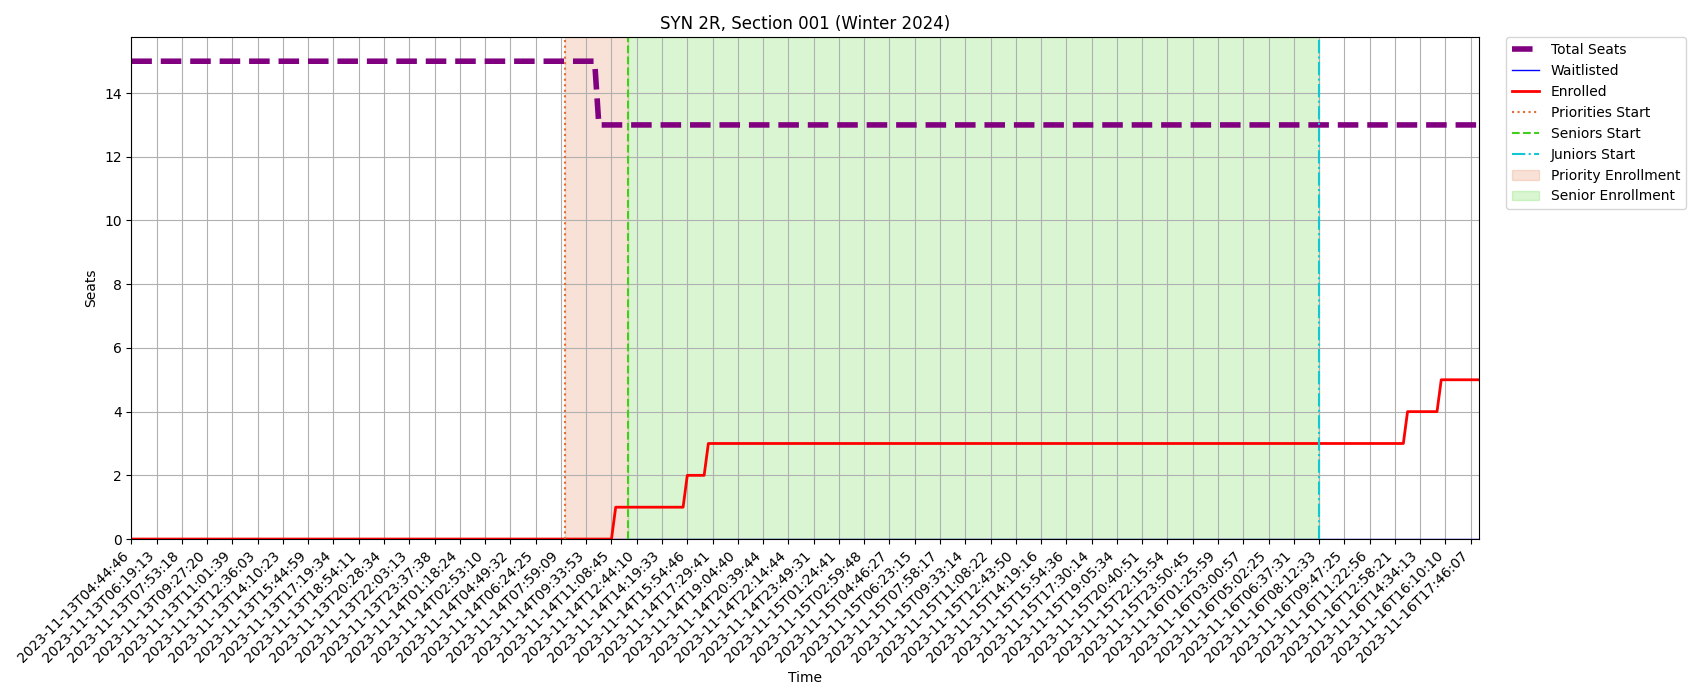 SYN 2R, Section 001 (Winter 2024)
Total Seats
Waitlisted
Enrolled
Priorities Start
Seniors Start
Juniors Start
Priority Enrollment
Senior Enrollment
Seats
14
12
10
8
6
4
2
0
2023-11-13T04:44:46
2023-11-13T06:19:13
2023-11-13T07:53:18
2023-11-13T09:27:20
2023-11-13T11:01:39
2023-11-13T12:36:03
2023-11-13T14:10:23
2023-11-13T15:44:59
2023-11-13T17:19:34
2023-11-13T18:54:11
2023-11-13T20:28:34
2023-11-13T22:03:13
2023-11-13T23:37:38
2023-11-14T01:18:24
2023-11-14T02:53:10
2023-11-14T04:49:32
2023-11-14T06:24:25
2023-11-14T07:59:09
2023-11-14T09:33:53
2023-11-14T11:08:45
2023-11-14T12:44:10
2023-11-14T14:19:33
2023-11-14T15:54:46
2023-11-14T17:29:41
2023-11-14T19:04:40
2023-11-14T20:39:44
2023-11-14T22:14:44
2023-11-14T23:49:31
2023-11-15T01:24:41
2023-11-15T02:59:48
2023-11-15T04:46:27
2023-11-15T06:23:15
2023-11-15T07:58:17
2023-11-15T09:33:14
2023-11-15T11:08:22
2023-11-15T12:43:50
2023-11-15T14:19:16
2023-11-15T15:54:36
2023-11-15T17:30:14
2023-11-15T19:05:34
2023-11-15T20:40:51
2023-11-15T22:15:54
2023-11-15T23:50:45
2023-11-16T01:25:59
2023-11-16T03:00:57
2023-11-16T05:02:25
2023-11-16T06:37:31
2023-11-16T08:12:33
2023-11-16T09:47:25
2023-11-16T11:22:56
2023-11-16T12:58:21
2023-11-16T14:34:13
2023-11-16T16:10:10
2023-11-16T17:46:07
Time